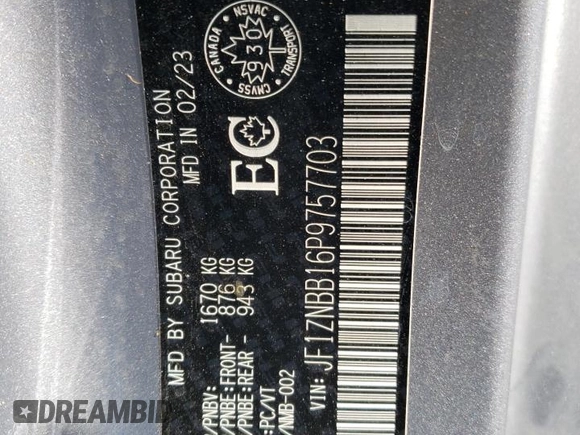 MFD BY SUBARU CORPORATION
MFD IN 02/23
/PNBV: 1670 KG
/PNBE:FRONT- 876 KG
/PNBE:REAR - 943 KG
:PC/VT
/NMB-002
CANADA
NSVAC
TRANSPORT
CMVSS
930
EC
VIN: JF1ZNBB16P9757703
DREAMBID